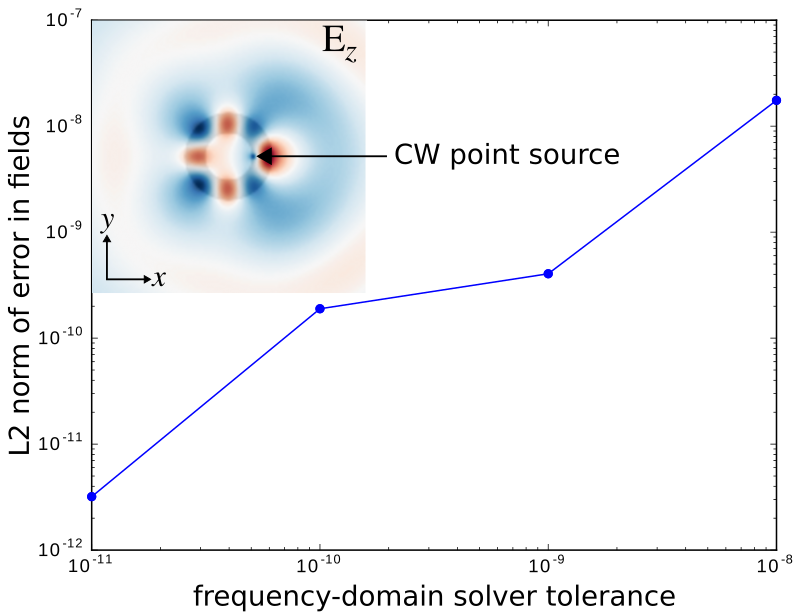 10^-7
E_z
10^-8
CW point source
10^-9
y
x
10^-10
10^-11
10^-12
L2 norm of error in fields
10^-11
10^-10
10^-9
10^-8
frequency-domain solver tolerance